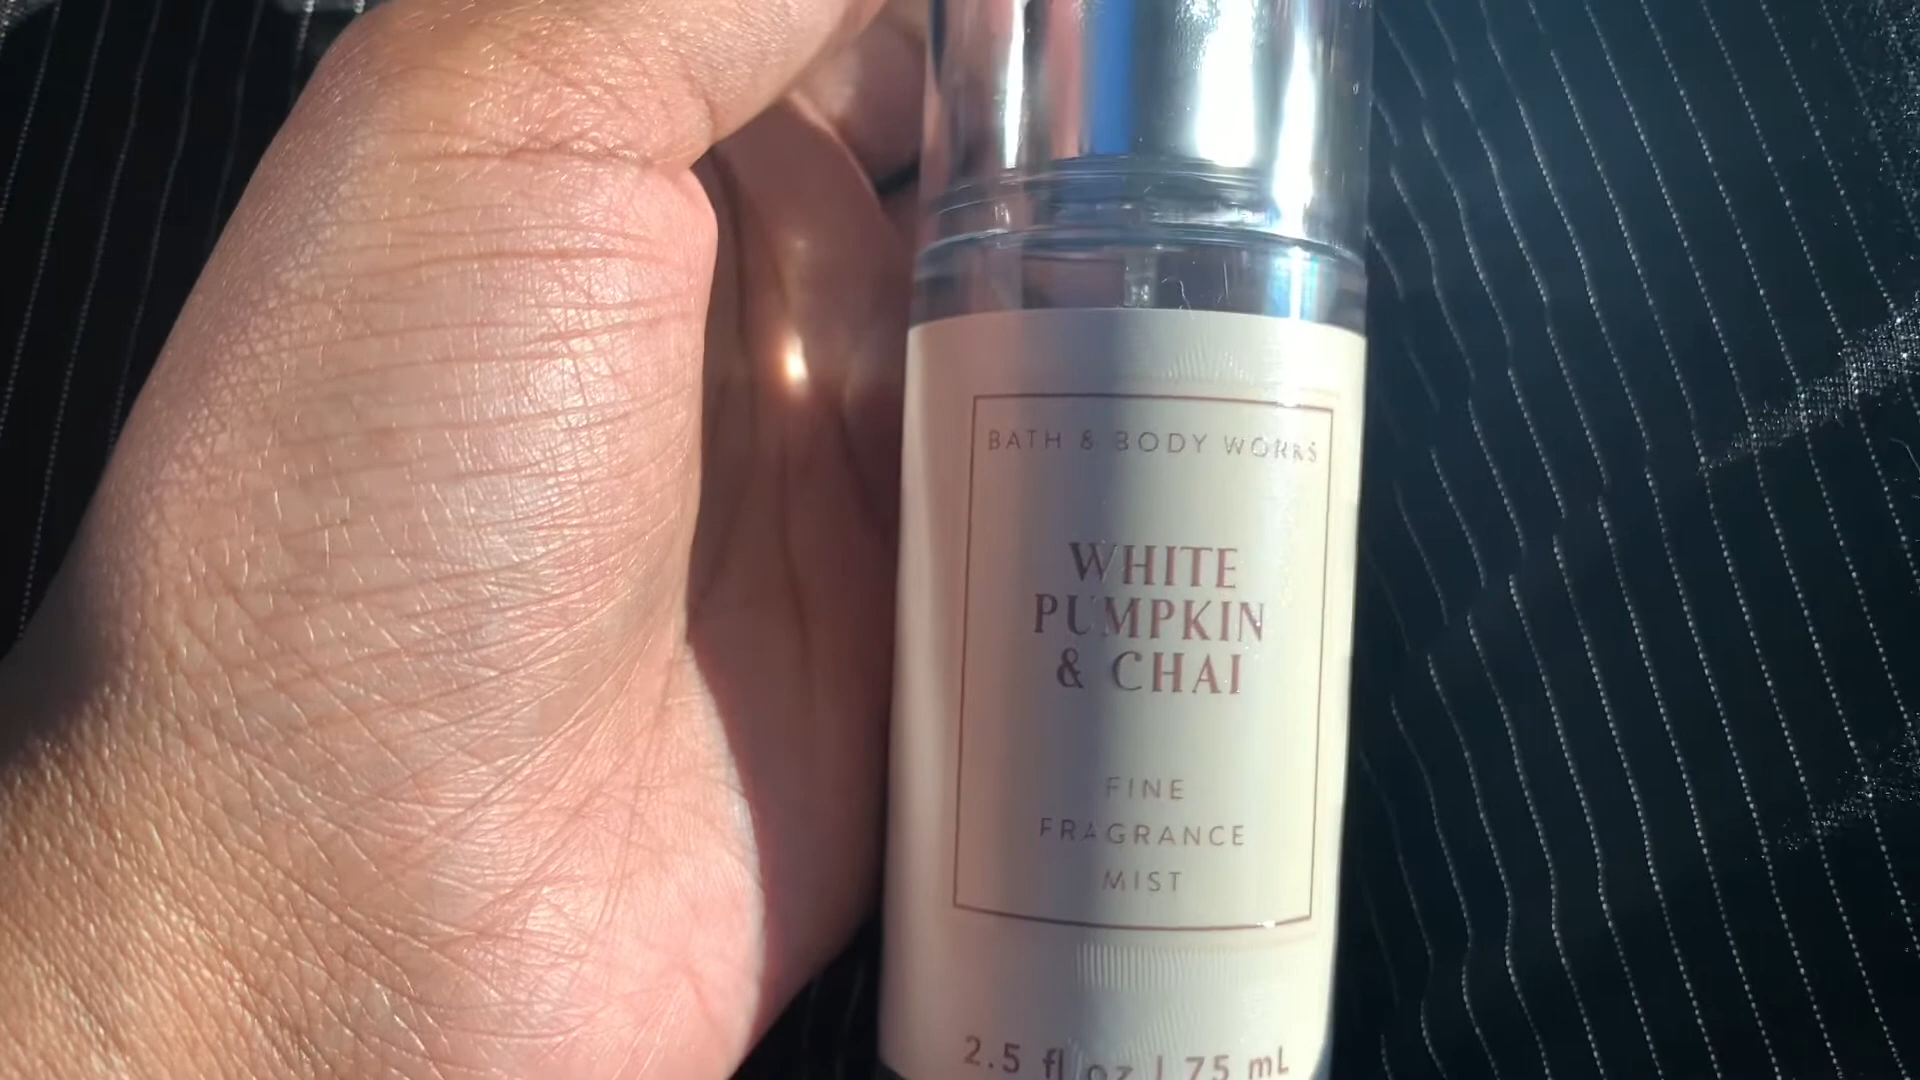 BATH & BODY WORKS
WHITE
PUMPKIN
& CHAI
FINE
FRAGRANCE
MIST
2.5 fl oz | 75 mL